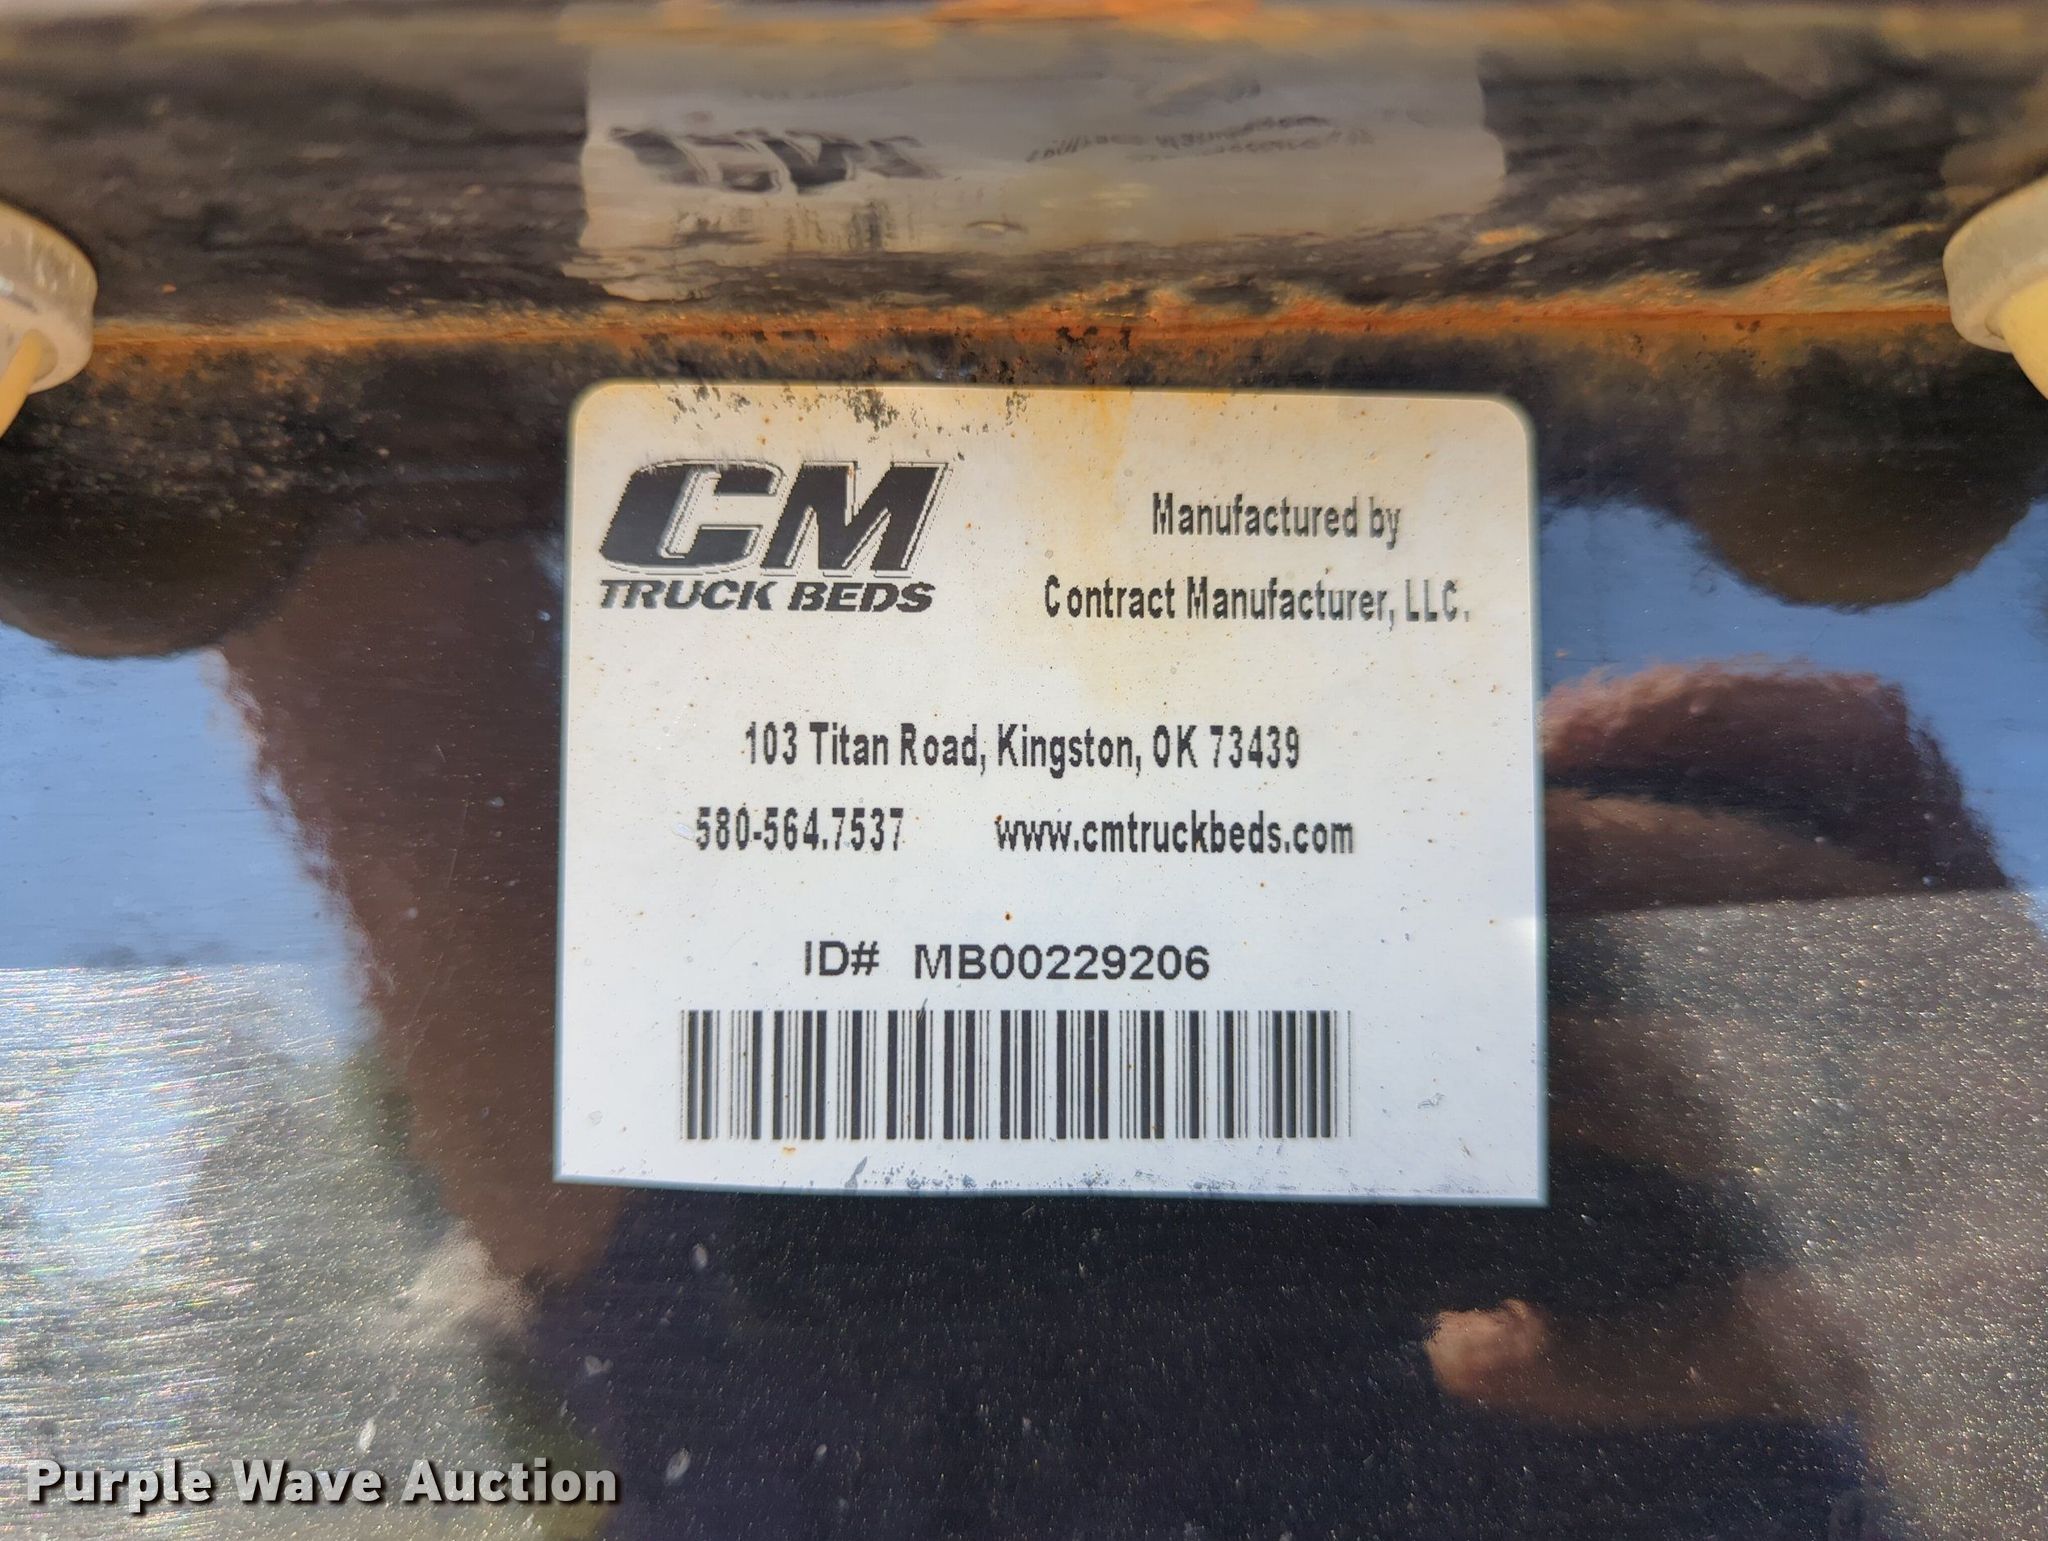 CM
TRUCK BEDS
Manufactured by
Contract Manufacturer, LLC.
103 Titan Road, Kingston, OK 73439
580-564.7537 www.cmtruckbeds.com
ID# MB00229206
Purple Wave Auction